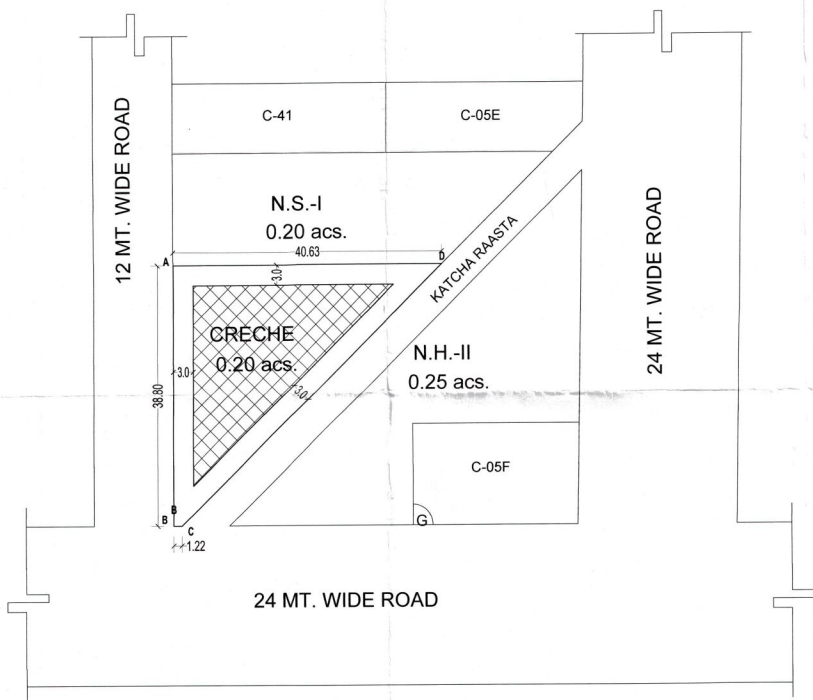 12 MT. WIDE ROAD
C-41
C-05E
24 MT. WIDE ROAD
N.S.-I
0.20 acs.
40.63
A
D
3.0
KATCHA RAASTA
CRECHE
0.20 acs.
3.0
38.80
3.0
N.H.-II
0.25 acs.
C-05F
B
B
C
G
1.22
24 MT. WIDE ROAD